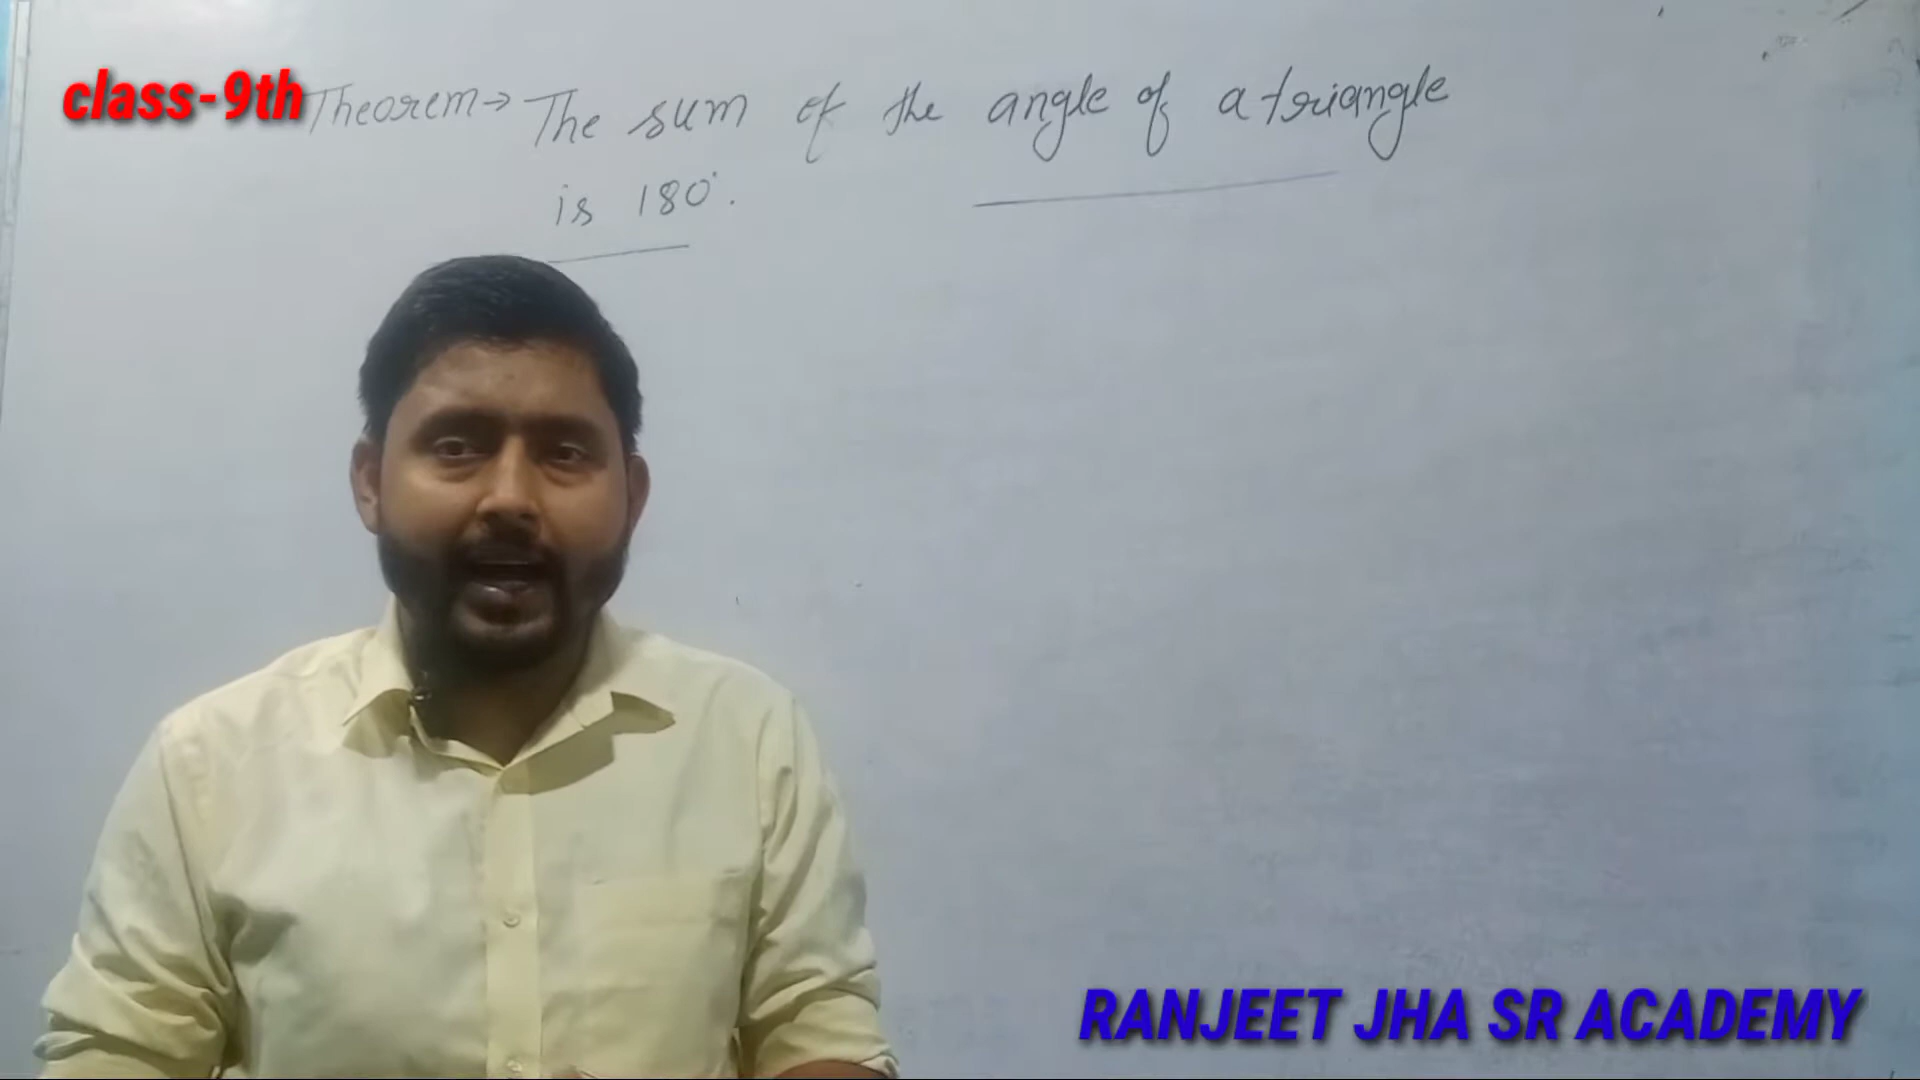 class-9th
Theorem→ The sum of the angle of a triangle
is 180°.
RANJEET JHA SR ACADEMY